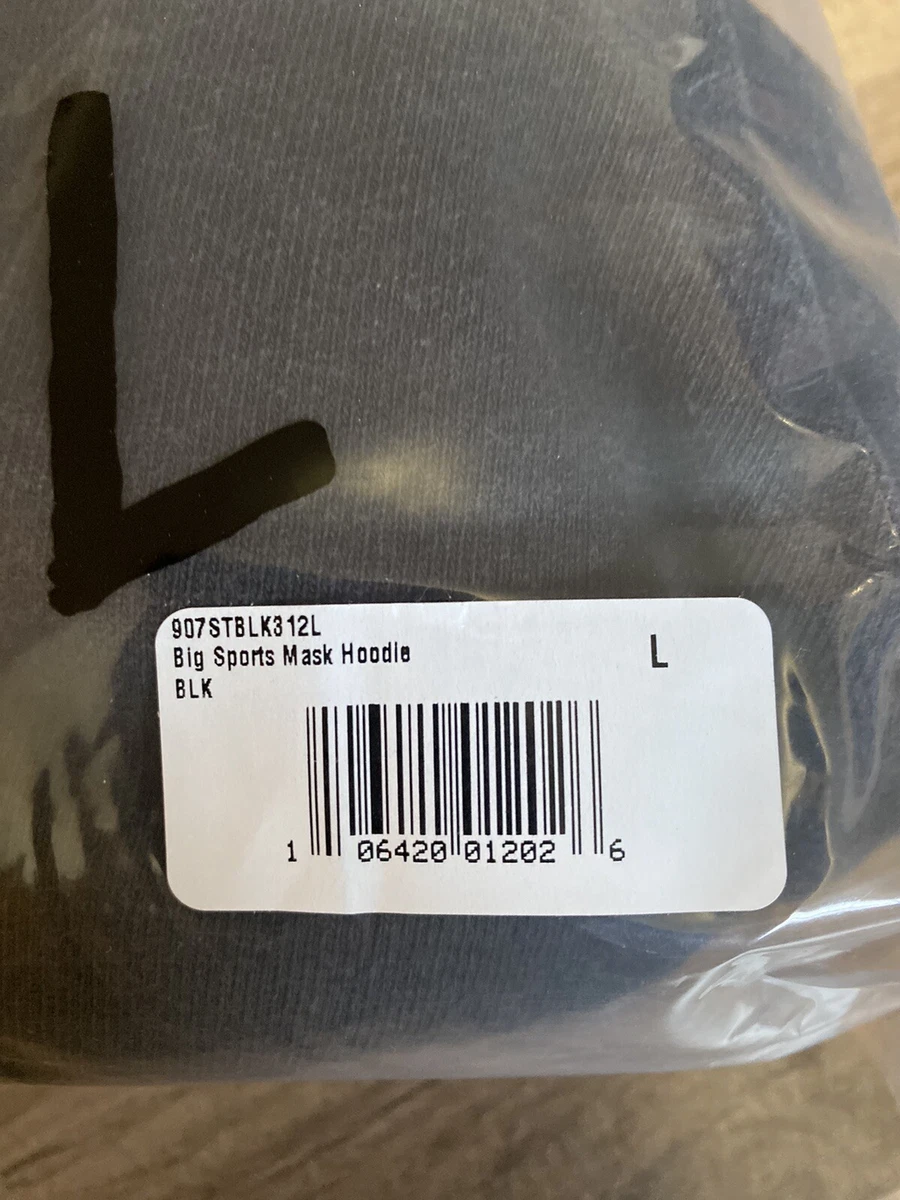 L
907STBLK312L
Big Sports Mask Hoodie
L
BLK
1 06420 01202 6